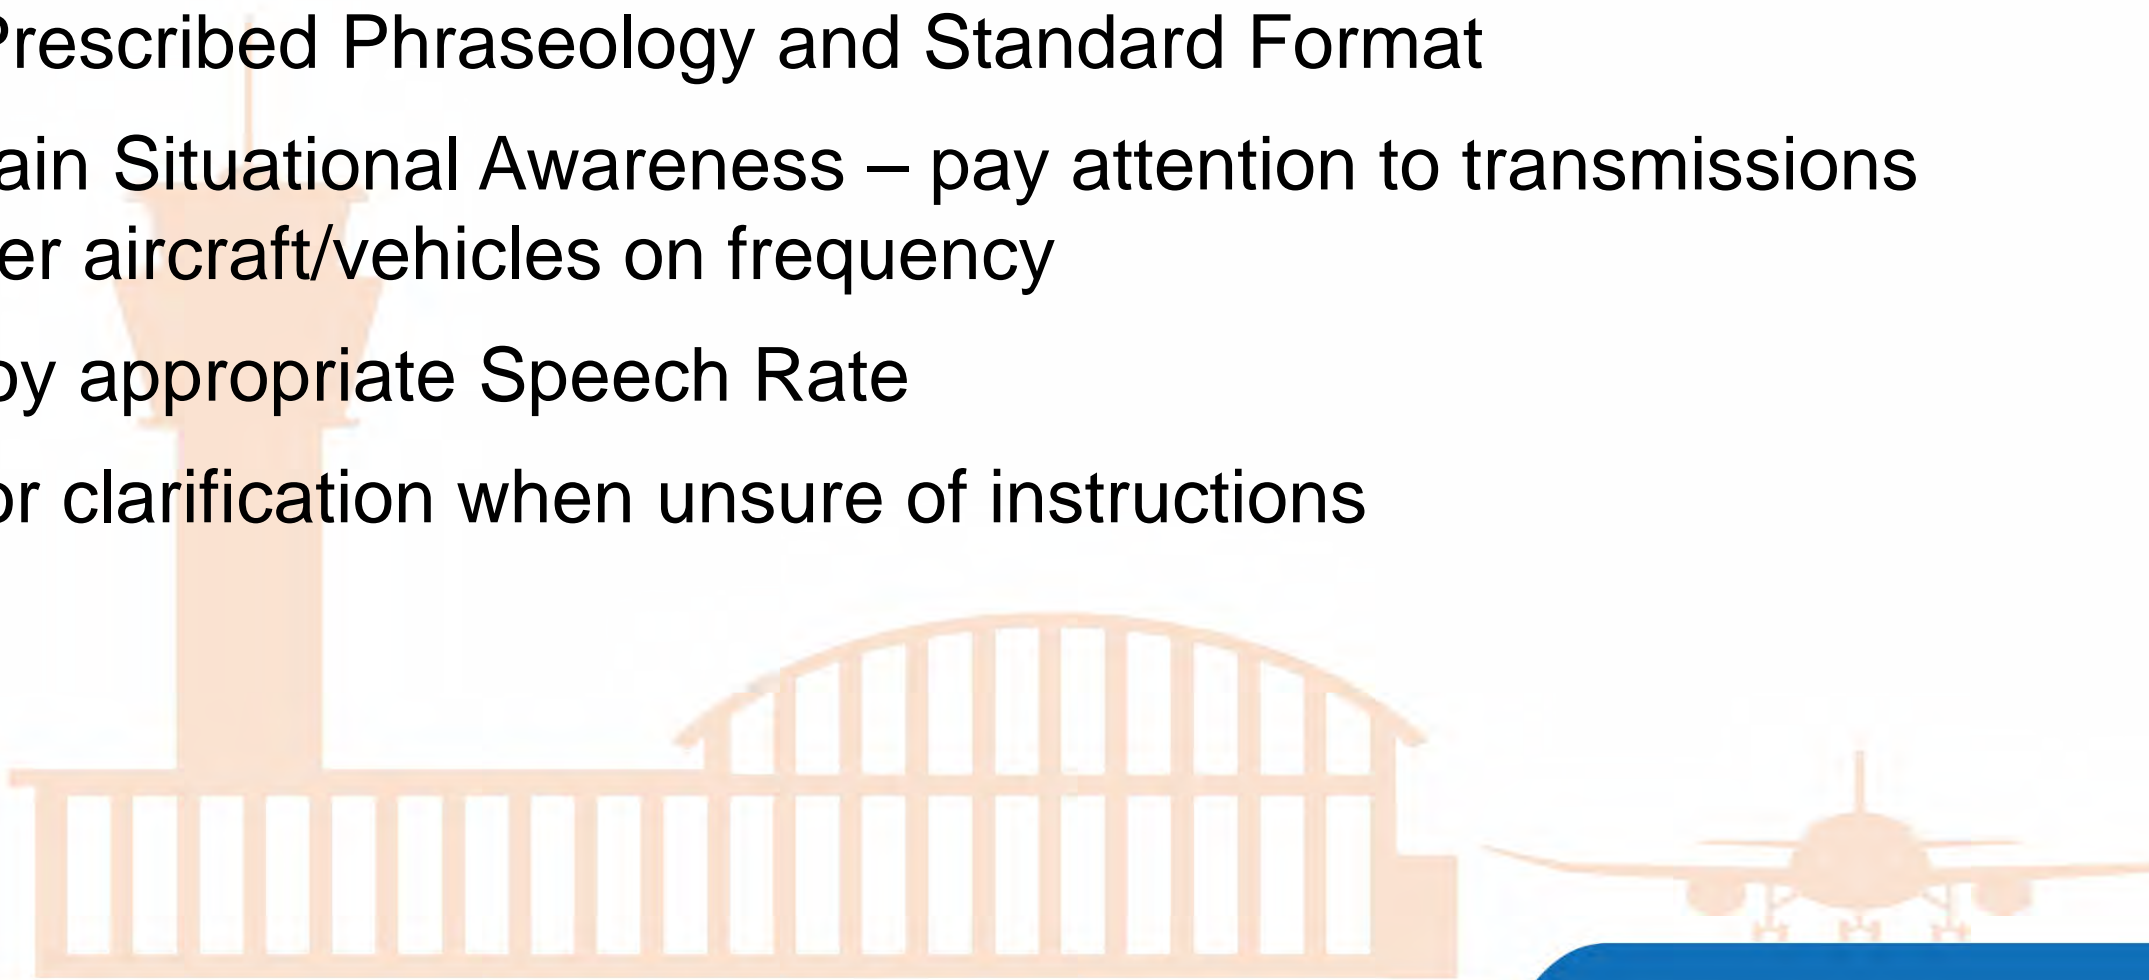 Prescribed Phraseology and Standard Format
ain Situational Awareness – pay attention to transmissions
er aircraft/vehicles on frequency
oy appropriate Speech Rate
or clarification when unsure of instructions